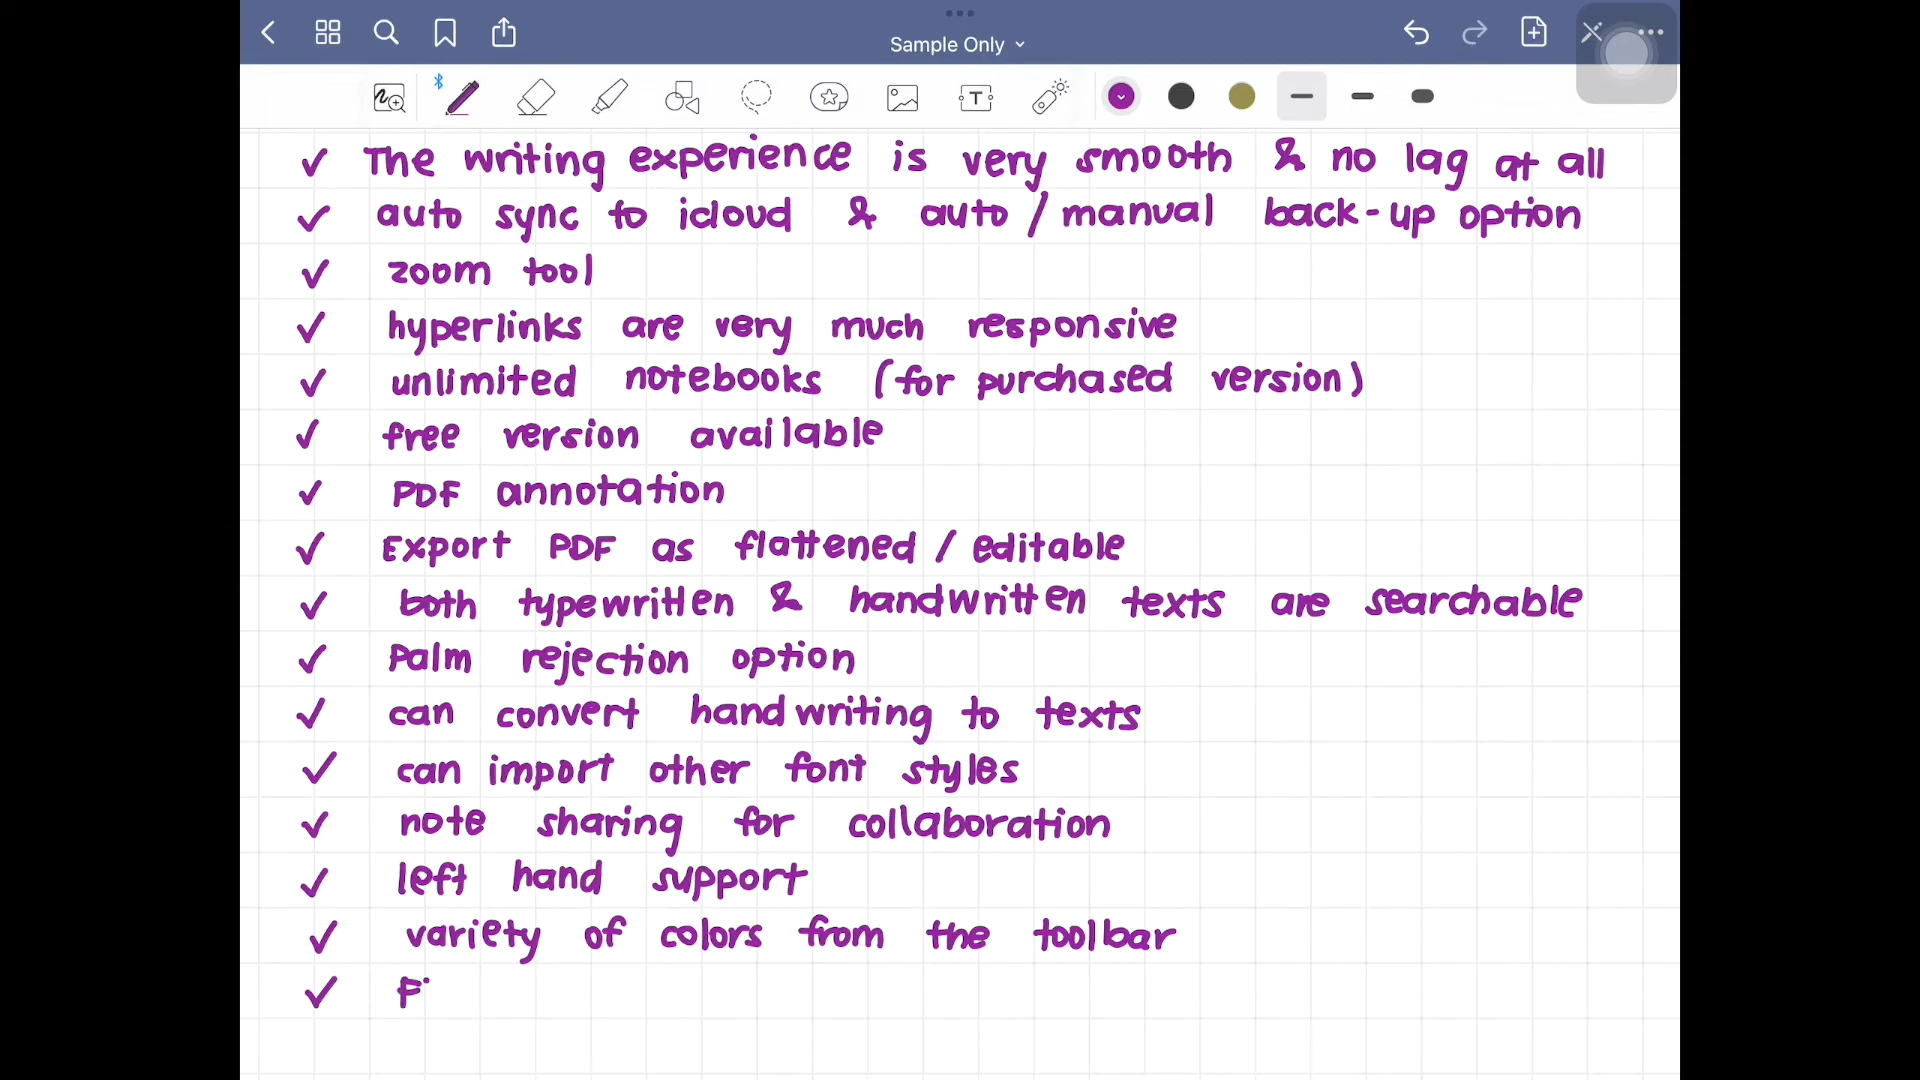 Sample Only
T
✓ The writing experience is very smooth & no lag at all
✓ auto sync to icloud & auto / manual back-up option
✓ zoom tool
✓ hyperlinks are very much responsive
✓ unlimited notebooks (for purchased version)
✓ free version available
✓ PDF annotation
✓ Export PDF as flattened / editable
✓ both typewritten & handwritten texts are searchable
✓ Palm rejection option
✓ can convert handwriting to texts
✓ can import other font styles
✓ note sharing for collaboration
✓ left hand support
✓ variety of colors from the toolbar
✓ F